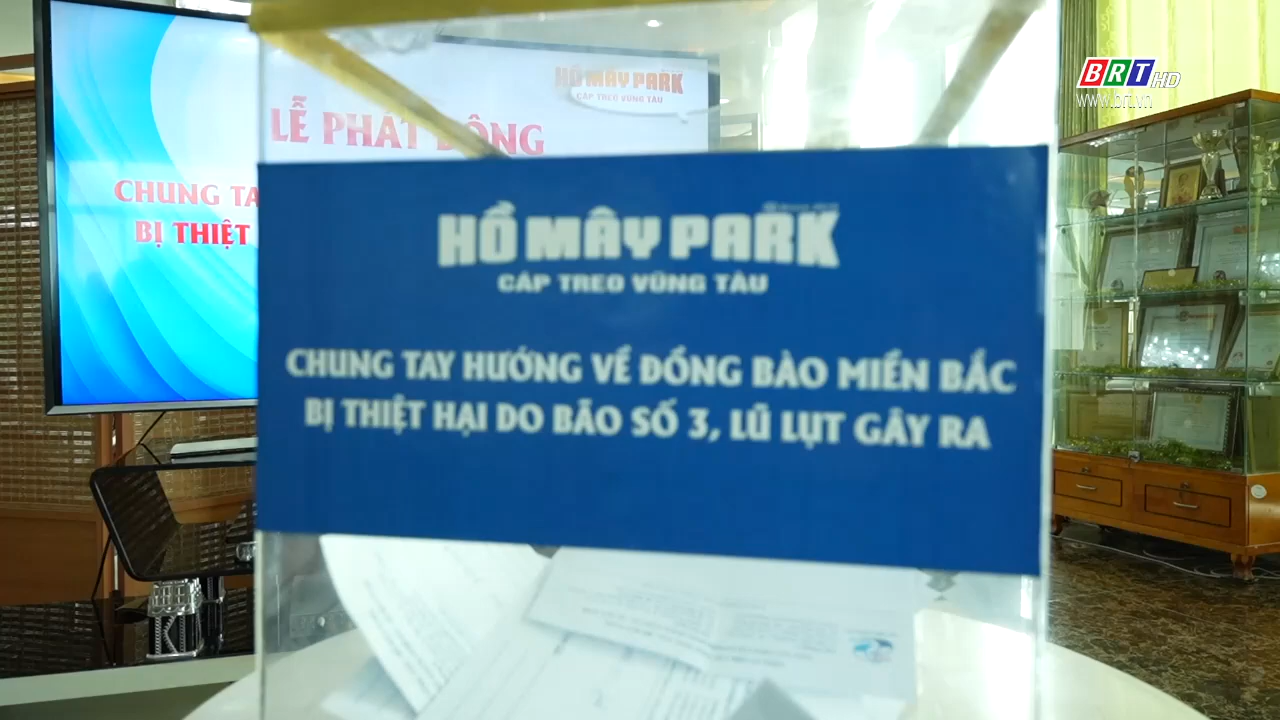 BRT HD
www.brt.vn
HỒ MÂY PARK
CÁP TREO VŨNG TÀU
LỄ PHÁT ĐỘNG
CHUNG TA
BỊ THIỆT
HỒ MÂY PARK
CÁP TREO VŨNG TÀU
CHUNG TAY HƯỚNG VỀ ĐỒNG BÀO MIỀN BẮC
BỊ THIỆT HẠI DO BÃO SỐ 3, LŨ LỤT GÂY RA